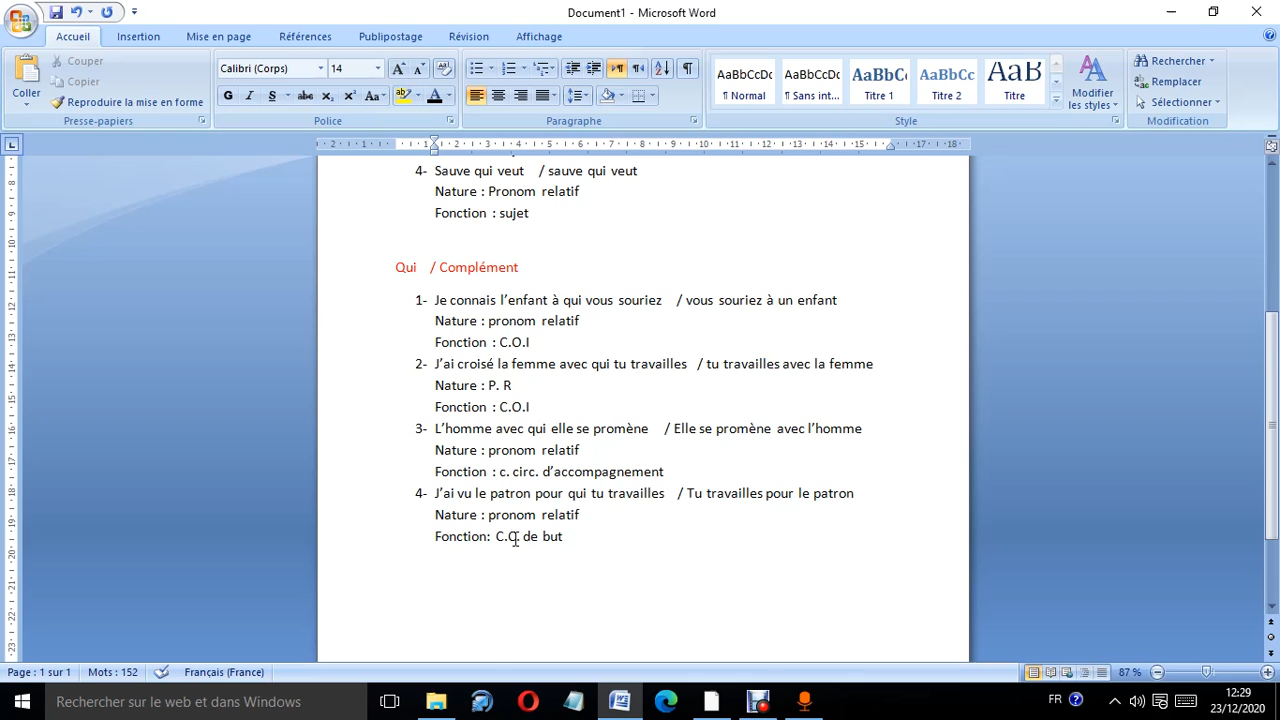 Document1 - Microsoft Word
Accueil Insertion Mise en page Références Publipostage Révision Affichage
Coller
Couper
Copier
Reproduire la mise en forme
Presse-papiers
Calibri (Corps) 14
G I S abc x₂ x² Aa
Police
Paragraphe
AaBbCcDc AaBbCcDc AaBbCc AaBbCc AaB
¶ Normal ¶ Sans int... Titre 1 Titre 2 Titre
Modifier les styles
Style
Rechercher
Remplacer
Sélectionner
Modification
4- Sauve qui veut / sauve qui veut
Nature : Pronom relatif
Fonction : sujet
Qui / Complément
1- Je connais l’enfant à qui vous souriez / vous souriez à un enfant
Nature : pronom relatif
Fonction : C.O.I
2- J’ai croisé la femme avec qui tu travailles / tu travailles avec la femme
Nature : P. R
Fonction : C.O.I
3- L’homme avec qui elle se promène / Elle se promène avec l’homme
Nature : pronom relatif
Fonction : c. circ. d’accompagnement
4- J’ai vu le patron pour qui tu travailles / Tu travailles pour le patron
Nature : pronom relatif
Fonction: C.C de but
Page : 1 sur 1 Mots : 152 Français (France) 87 %
Rechercher sur le web et dans Windows
FR 12:29
23/12/2020